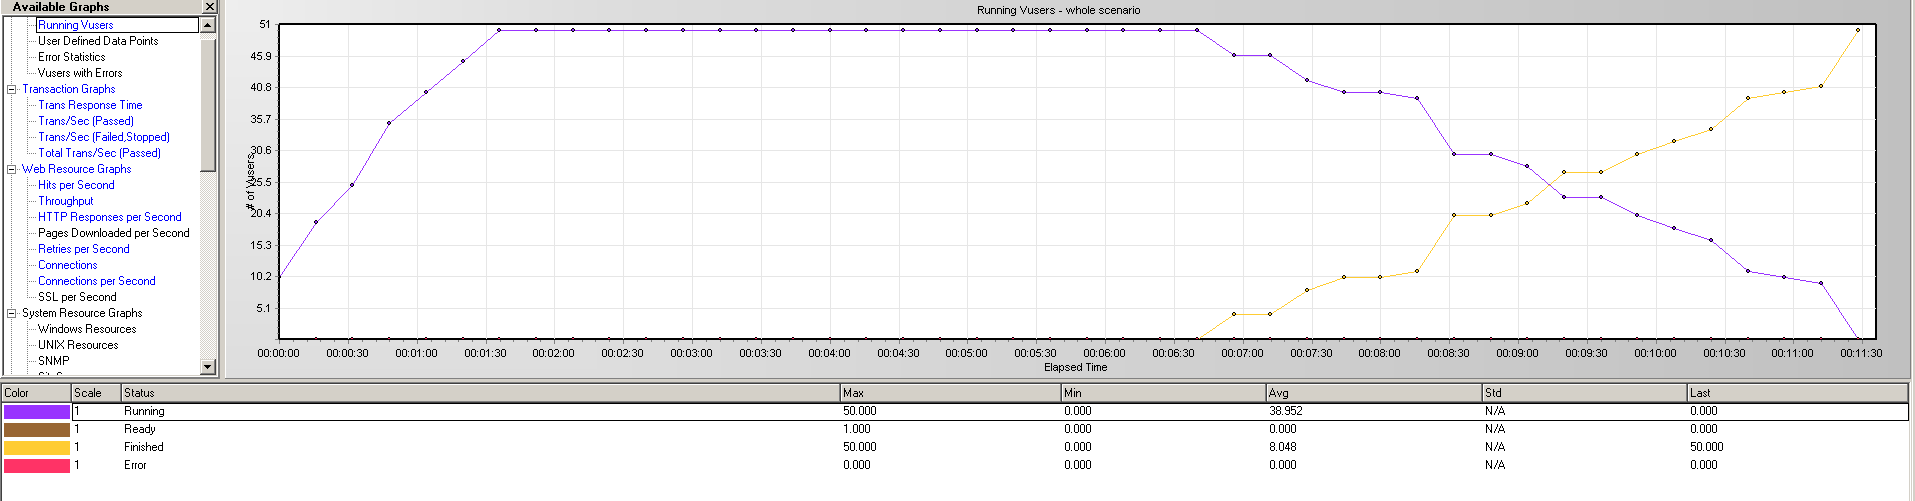 Available Graphs
Running Vusers
User Defined Data Points
Error Statistics
Vusers with Errors
Transaction Graphs
Trans Response Time
Trans/Sec (Passed)
Trans/Sec (Failed,Stopped)
Total Trans/Sec (Passed)
Web Resource Graphs
Hits per Second
Throughput
HTTP Responses per Second
Pages Downloaded per Second
Retries per Second
Connections
Connections per Second
SSL per Second
System Resource Graphs
Windows Resources
UNIX Resources
SNMP
Running Vusers - whole scenario
# of Vusers
51
45.9
40.8
35.7
30.6
25.5
20.4
15.3
10.2
5.1
00:00:00 00:00:30 00:01:00 00:01:30 00:02:00 00:02:30 00:03:00 00:03:30 00:04:00 00:04:30 00:05:00 00:05:30 00:06:00 00:06:30 00:07:00 00:07:30 00:08:00 00:08:30 00:09:00 00:09:30 00:10:00 00:10:30 00:11:00 00:11:30
Elapsed Time
Color Scale Status Max Min Avg Std Last
1 Running 50.000 0.000 38.952 N/A 0.000
1 Ready 1.000 0.000 0.000 N/A 0.000
1 Finished 50.000 0.000 8.048 N/A 50.000
1 Error 0.000 0.000 0.000 N/A 0.000